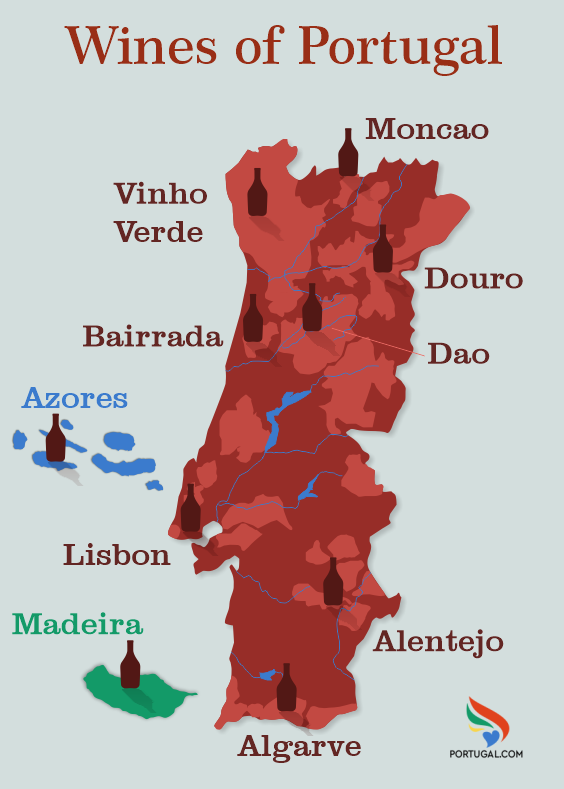 Wines of Portugal
Moncao
Vinho
Verde
Douro
Bairrada
Dao
Azores
Lisbon
Madeira
Alentejo
Algarve
PORTUGAL.COM